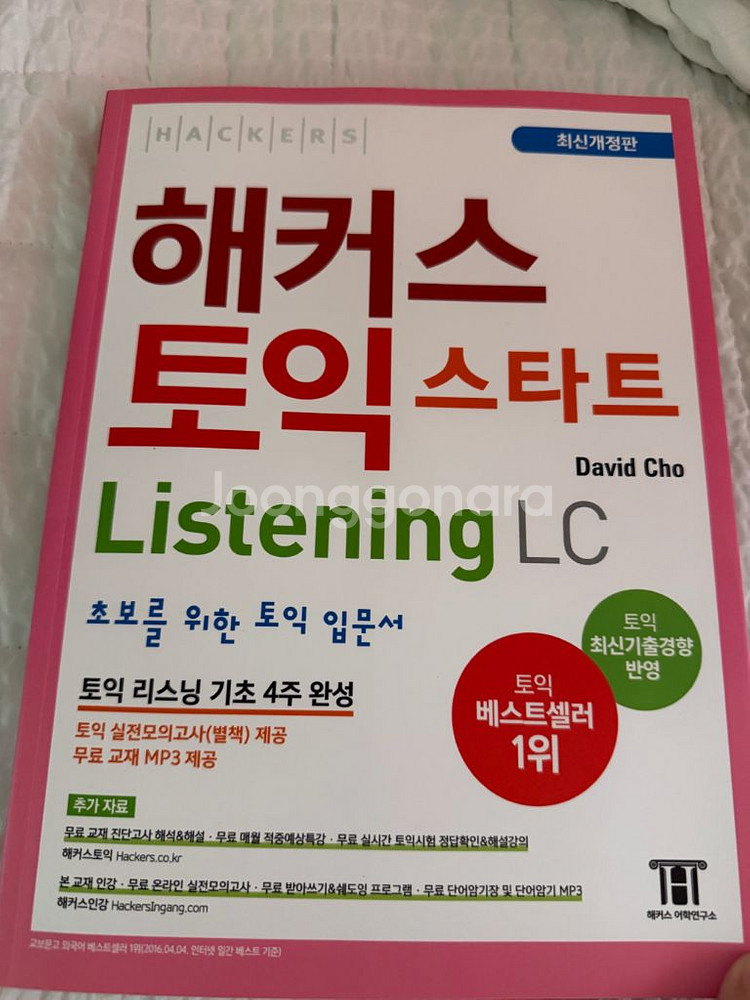 HACKERS
최신개정판
해커스
토익 스타트
David Cho
Listening LC
Joonggonara
초보를 위한 토익 입문서
토익
최신기출경향
반영
토익
베스트셀러
1위
토익 리스닝 기초 4주 완성
토익 실전모의고사(별책) 제공
무료 교재 MP3 제공
추가 자료
무료 교재 진단고사 해석&해설 · 무료 매월 적중예상특강 · 무료 실시간 토익시험 정답확인&해설강의
해커스토익 Hackers.co.kr
본 교재 인강 · 무료 온라인 실전모의고사 · 무료 받아쓰기&쉐도잉 프로그램 · 무료 단어암기장 및 단어암기 MP3
해커스인강 HackersIngang.com
해커스 어학연구소
교보문고 외국어 베스트셀러 1위(2016.04.04. 인터넷 일간 베스트 기준)